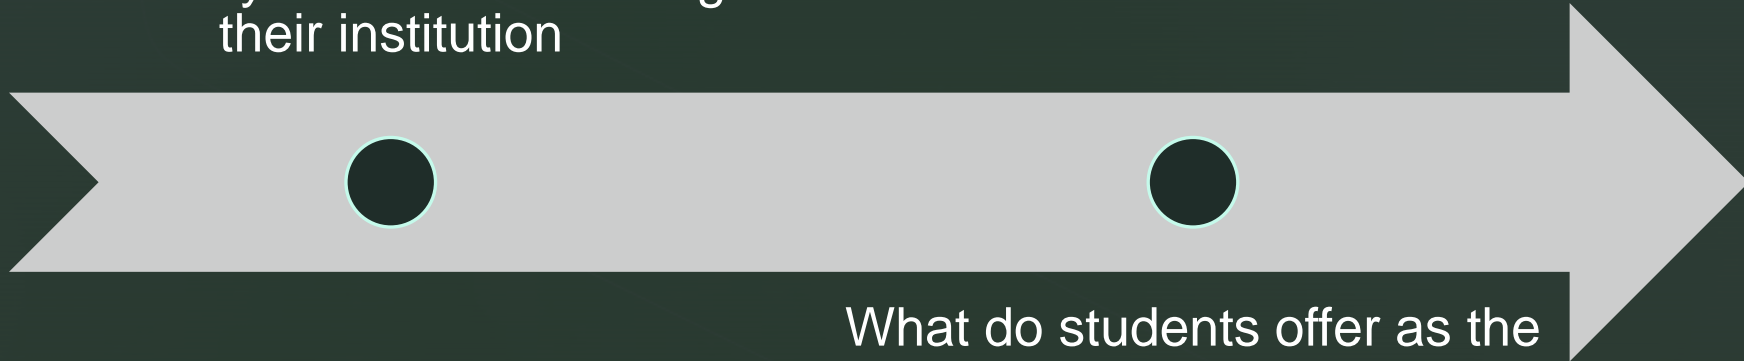 their institution
What do students offer as the